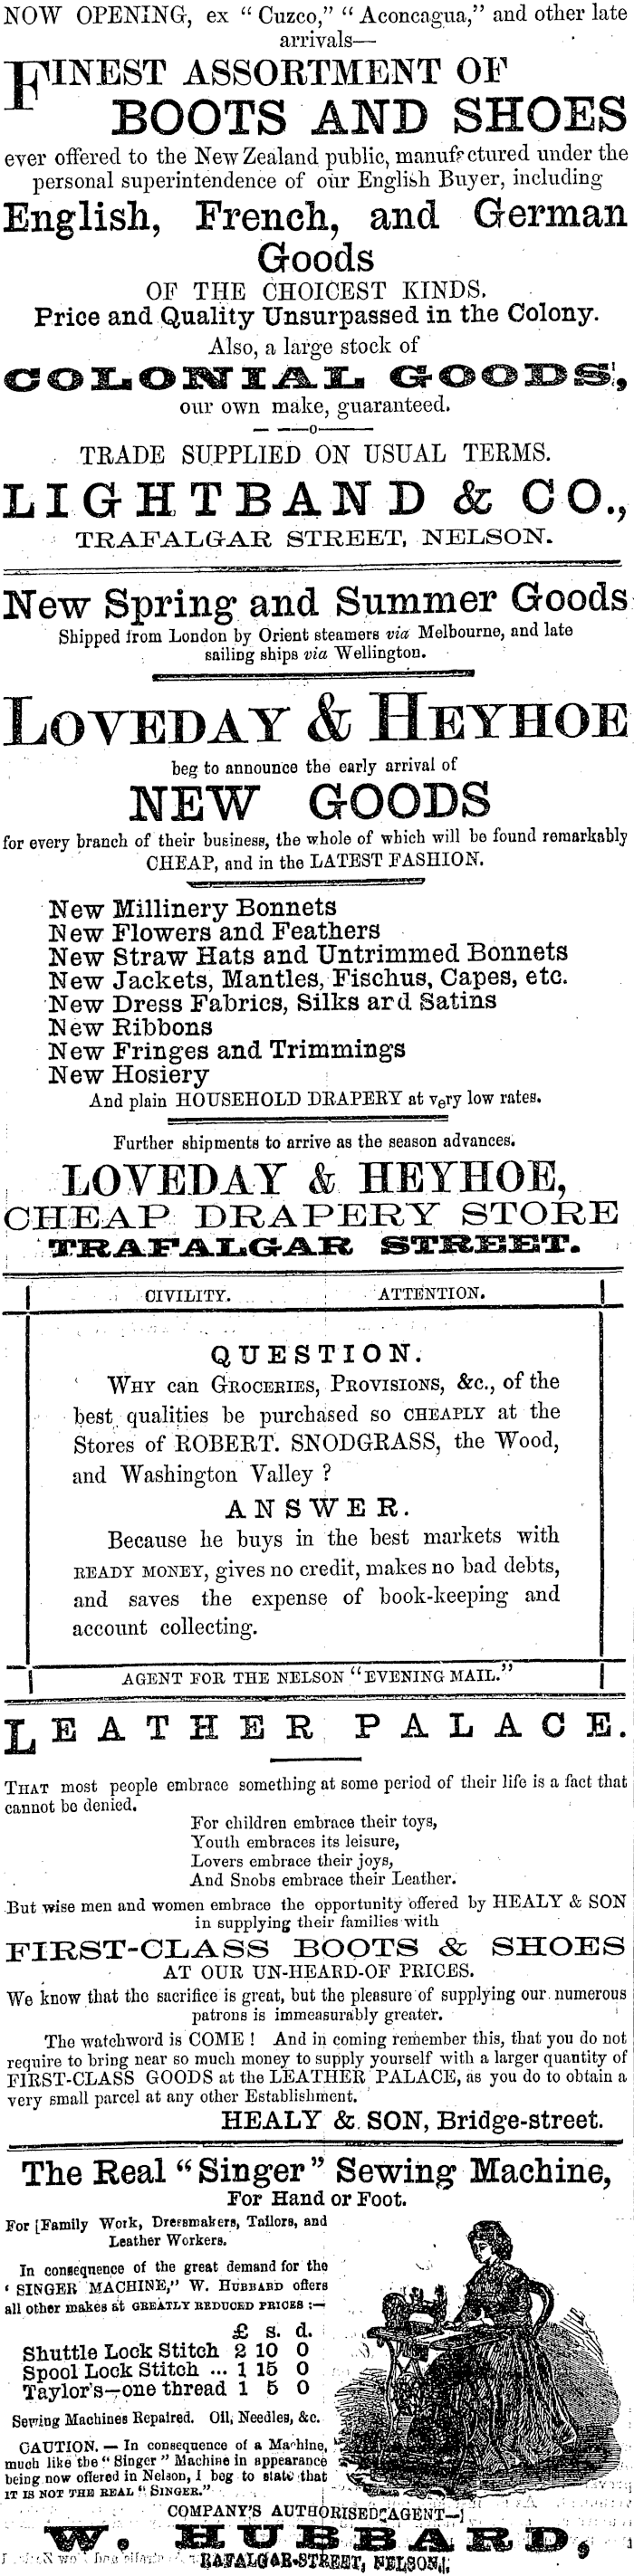 NOW OPENING, ex "Cuzco," "Aconcagua," and other late
arrivals—
FINEST ASSORTMENT OF
BOOTS AND SHOES
ever offered to the New Zealand public, manufactured under the
personal superintendence of our English Buyer, including
English, French, and German
Goods
OF THE CHOICEST KINDS.
Price and Quality Unsurpassed in the Colony.
Also, a large stock of
COLONIAL GOODS,
our own make, guaranteed.
— ——o———
TRADE SUPPLIED ON USUAL TERMS.
LIGHTBAND & CO.,
TRAFALGAR STREET, NELSON.
New Spring and Summer Goods
Shipped from London by Orient steamers via Melbourne, and late
sailing ships via Wellington.
LOVEDAY & HEYHOE
beg to announce the early arrival of
NEW GOODS
for every branch of their business, the whole of which will be found remarkably
CHEAP, and in the LATEST FASHION.
New Millinery Bonnets
New Flowers and Feathers
New Straw Hats and Untrimmed Bonnets
New Jackets, Mantles, Fischus, Capes, etc.
New Dress Fabrics, Silks and Satins
New Ribbons
New Fringes and Trimmings
New Hosiery
And plain HOUSEHOLD DRAPERY at very low rates.
Further shipments to arrive as the season advances.
LOVEDAY & HEYHOE,
CHEAP DRAPERY STORE
TRAFALGAR STREET.
CIVILITY. ATTENTION.
QUESTION.
WHY can GROCERIES, PROVISIONS, &c., of the
best qualities be purchased so CHEAPLY at the
Stores of ROBERT. SNODGRASS, the Wood,
and Washington Valley ?
ANSWER.
Because he buys in the best markets with
READY MONEY, gives no credit, makes no bad debts,
and saves the expense of book-keeping and
account collecting.
AGENT FOR THE NELSON "EVENING MAIL."
LEATHER PALACE.
THAT most people embrace something at some period of their life is a fact that
cannot be denied.
For children embrace their toys,
Youth embraces its leisure,
Lovers embrace their joys,
And Snobs embrace their Leather.
But wise men and women embrace the opportunity offered by HEALY & SON
in supplying their families with
FIRST-CLASS BOOTS & SHOES
AT OUR UN-HEARD-OF PRICES.
We know that the sacrifice is great, but the pleasure of supplying our numerous
patrons is immeasurably greater.
The watchword is COME ! And in coming remember this, that you do not
require to bring near so much money to supply yourself with a larger quantity of
FIRST-CLASS GOODS at the LEATHER PALACE, as you do to obtain a
very small parcel at any other Establishment.
HEALY & SON, Bridge-street.
The Real "Singer" Sewing Machine,
For Hand or Foot.
For [Family Work, Dressmakers, Tailors, and
Leather Workers.
In consequence of the great demand for the
' SINGER MACHINE," W. HUBBARD offers
all other makes at GREATLY REDUCED PRICES :—
£ s. d.
Shuttle Lock Stitch 2 10 0
Spool Lock Stitch ... 1 15 0
Taylor's—one thread 1 5 0
Sewing Machines Repaired. Oil, Needles, &c.
CAUTION. — In consequence of a Machine,
much like the "Singer" Machine in appearance
being now offered in Nelson, I beg to state that
IT IS NOT THE REAL "SINGER."
COMPANY'S AUTHORISED AGENT—
W. HUBBARD,
TRAFALGAR-STREET, NELSON.